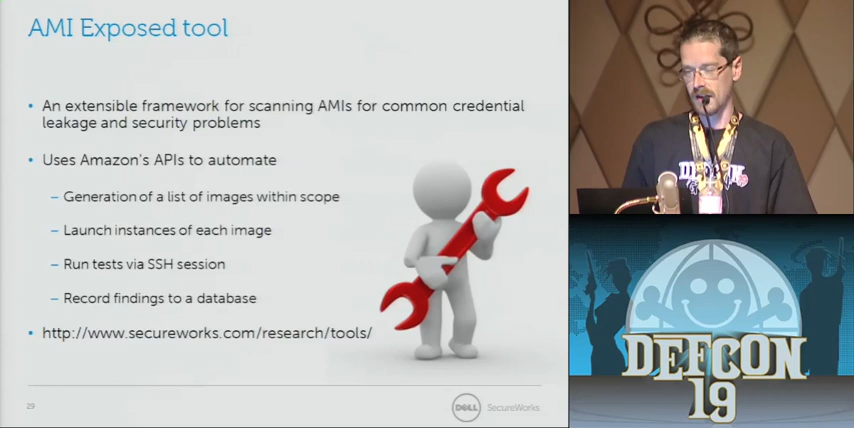 AMI Exposed tool
• An extensible framework for scanning AMIs for common credential
leakage and security problems
• Uses Amazon's APIs to automate
– Generation of a list of images within scope
– Launch instances of each image
– Run tests via SSH session
– Record findings to a database
• http://www.secureworks.com/research/tools/
29
DELL SecureWorks
DEFCON
DEFCON
19